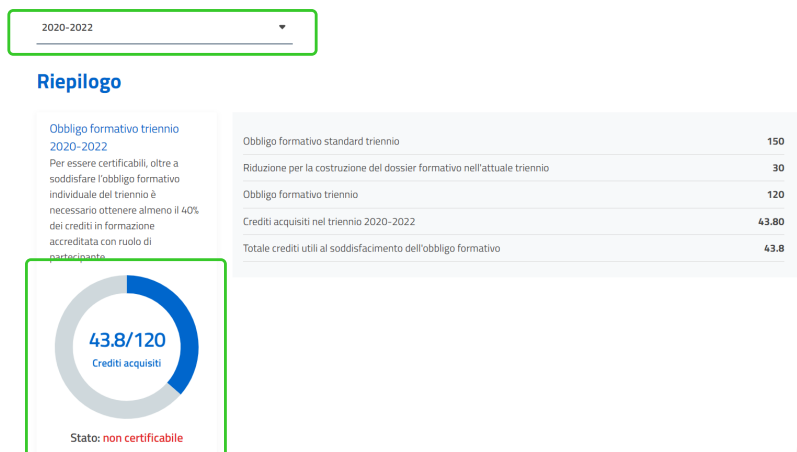 2020-2022
Riepilogo
Obbligo formativo triennio
2020-2022
Per essere certificabili, oltre a
soddisfare l'obbligo formativo
individuale del triennio è
necessario ottenere almeno il 40%
dei crediti in formazione
accreditata con ruolo di
partecipante
43.8/120
Crediti acquisiti
Stato: non certificabile
Obbligo formativo standard triennio 150
Riduzione per la costruzione del dossier formativo nell'attuale triennio 30
Obbligo formativo triennio 120
Crediti acquisiti nel triennio 2020-2022 43.80
Totale crediti utili al soddisfacimento dell'obbligo formativo 43.8